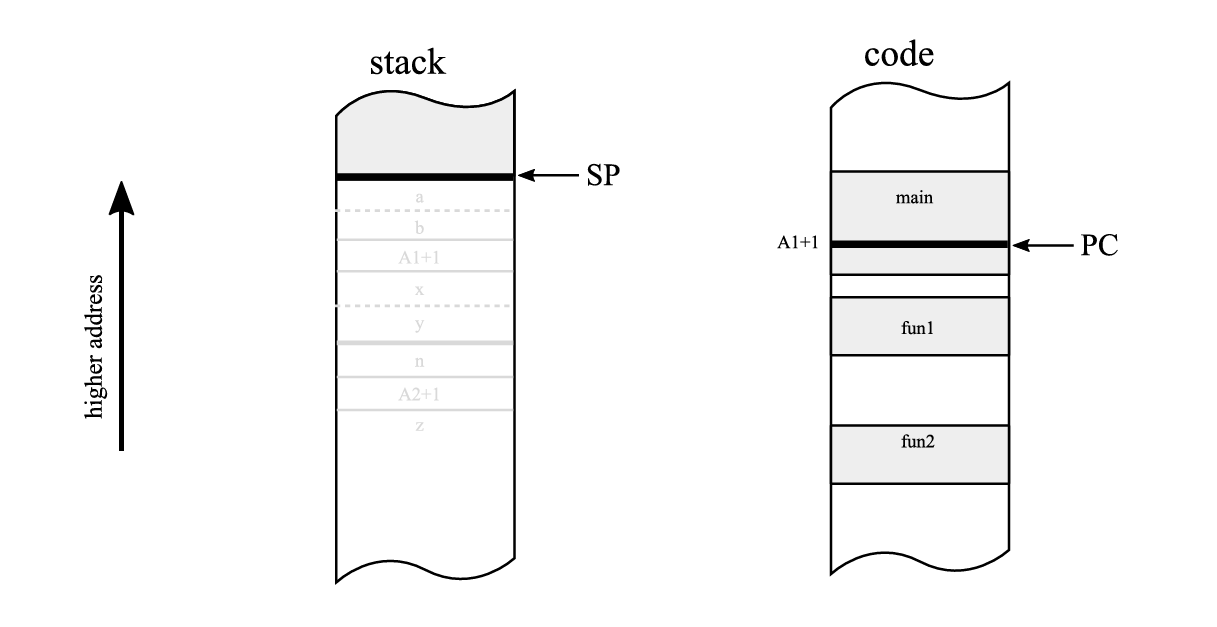 stack
code
SP
a
b
A1+1
x
y
n
A2+1
z
higher address
main
A1+1
PC
fun1
fun2